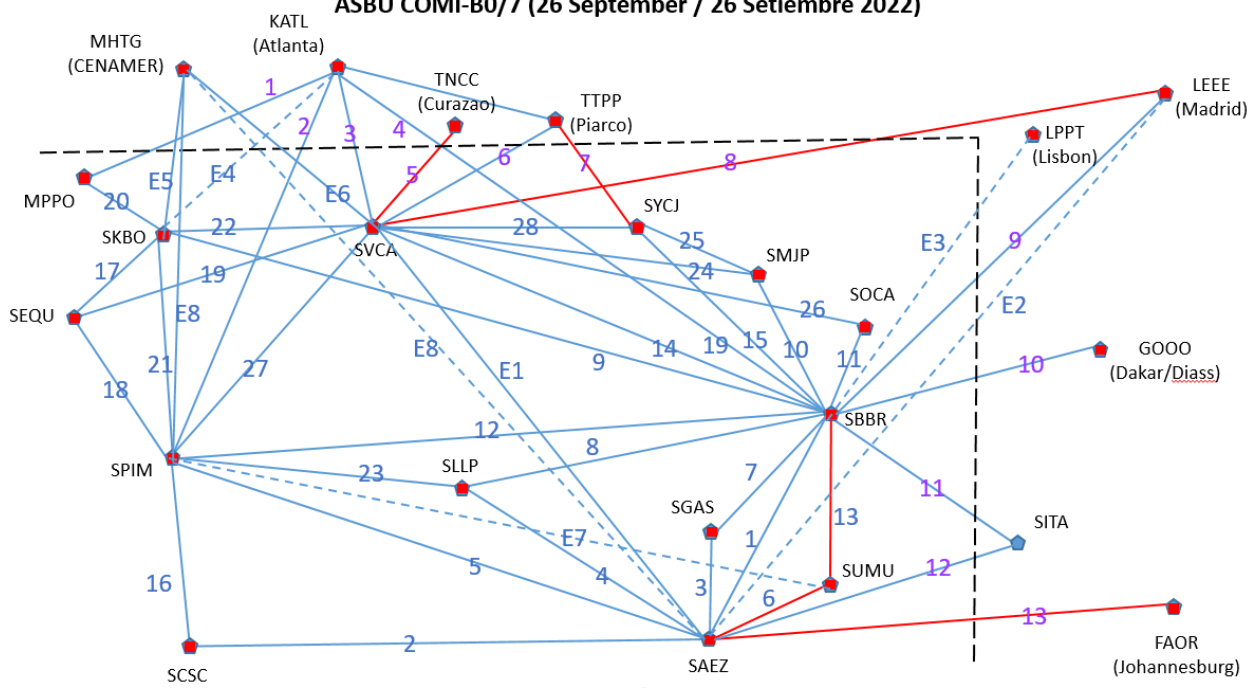 ASBU COMI-B0/7 (26 September / 26 Setiembre 2022)
KATL
(Atlanta)
MHTG
(CENAMER)
TNCC
(Curazao)
TTPP
(Piarco)
LEEE
(Madrid)
LPPT
(Lisbon)
1
2
3
4
5
6
7
8
MPPO
20
E5
E4
E6
SKBO
22
SVCA
28
SYCJ
25
24
SMJP
E3
9
17
19
SEQU
E8
26
SOCA
E2
GOOO
(Dakar/Diass)
10
18
21
27
E8
E1
9
14
19
15
10
11
12
SBBR
SPIM
23
SLLP
8
7
11
SGAS
13
SITA
E7
1
16
5
4
3
6
SUMU
12
13
FAOR
(Johannesburg)
SCSC
2
SAEZ